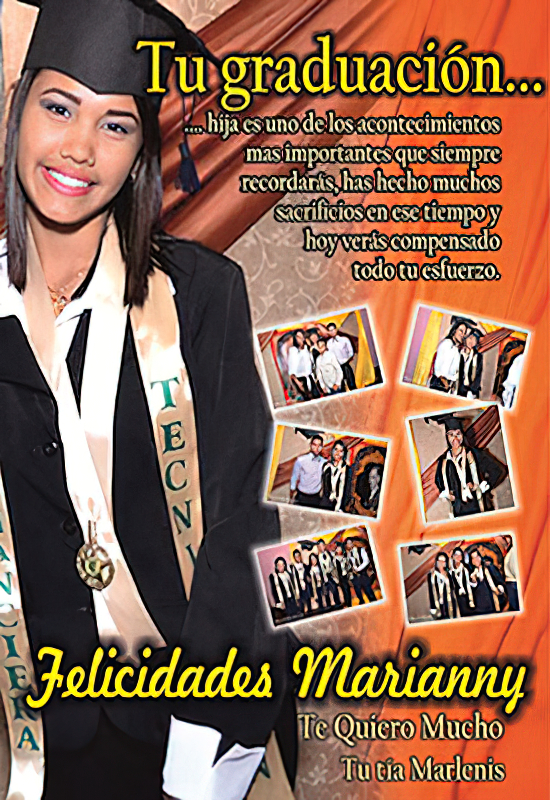 Tu graduación...
.... hija es uno de los acontecimientos
mas importantes que siempre
recordarás, has hecho muchos
sacrificios en ese tiempo y
hoy verás compensado
todo tu esfuerzo.
TECNI
ANCIERA
Felicidades Marianny
Te Quiero Mucho
Tu tía Marlenis